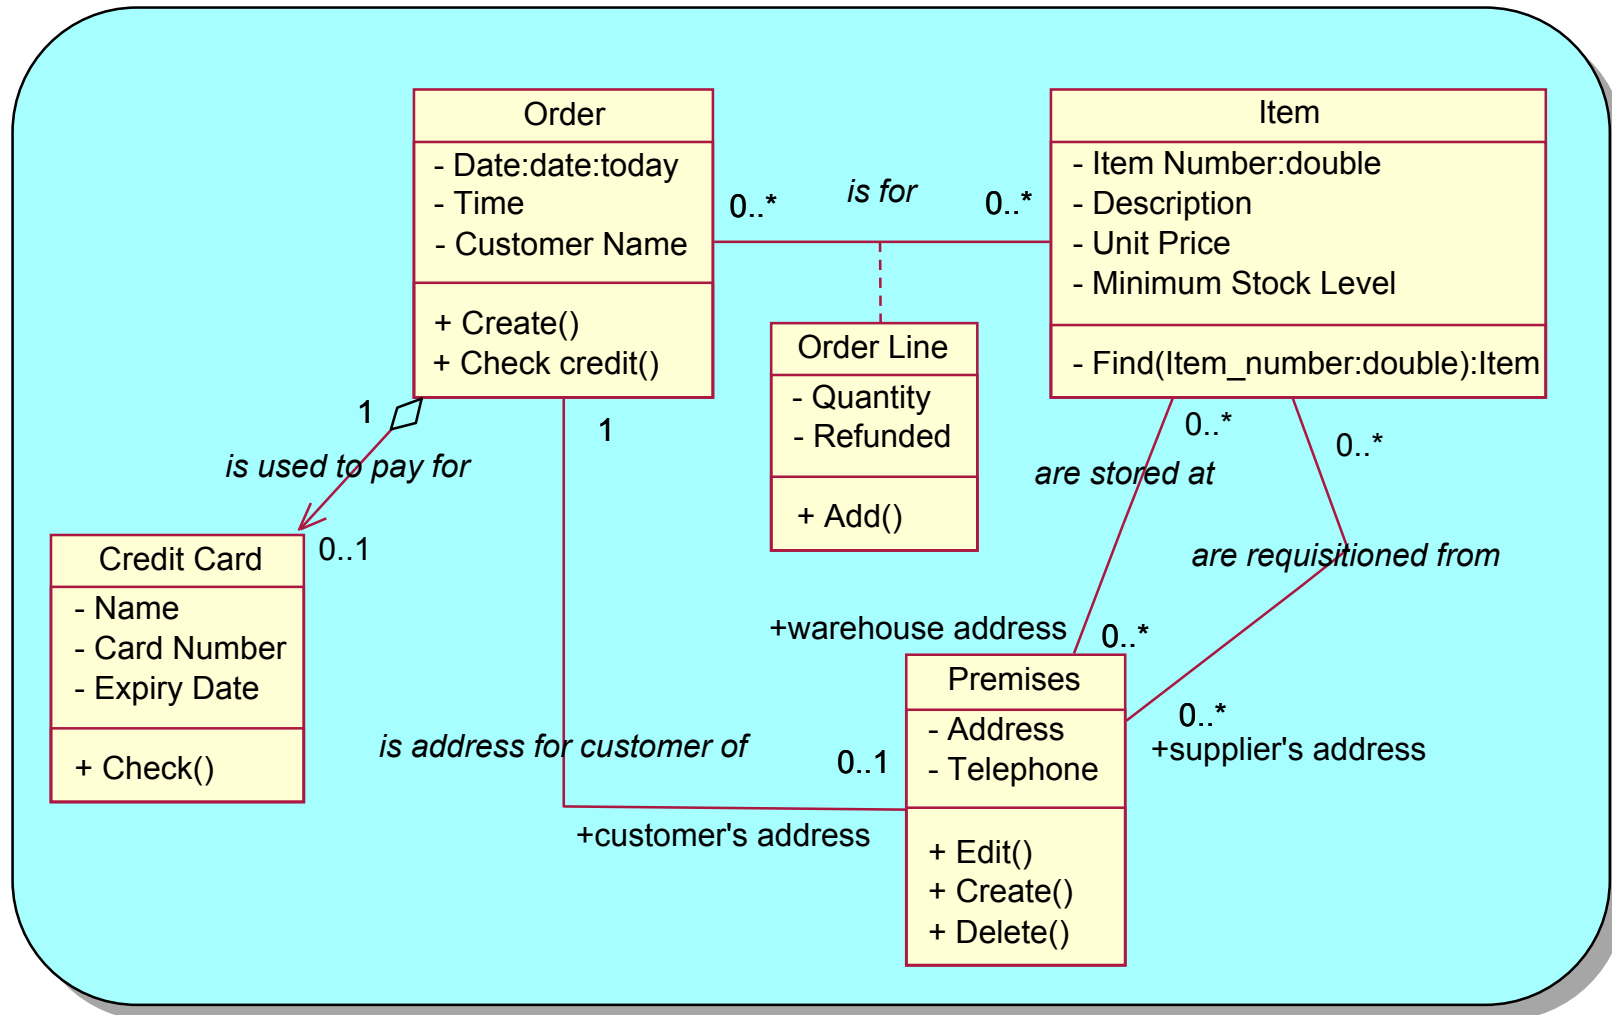 Order
- Date:date:today
- Time
- Customer Name
+ Create()
+ Check credit()
0..*
is for
0..*
Item
- Item Number:double
- Description
- Unit Price
- Minimum Stock Level
- Find(Item_number:double):Item
Order Line
- Quantity
- Refunded
+ Add()
1
is used to pay for
0..1
1
0..*
are stored at
0..*
are requisitioned from
Credit Card
- Name
- Card Number
- Expiry Date
+ Check()
+warehouse address
0..*
Premises
- Address
- Telephone
+ Edit()
+ Create()
+ Delete()
0..*
+supplier's address
is address for customer of
0..1
+customer's address